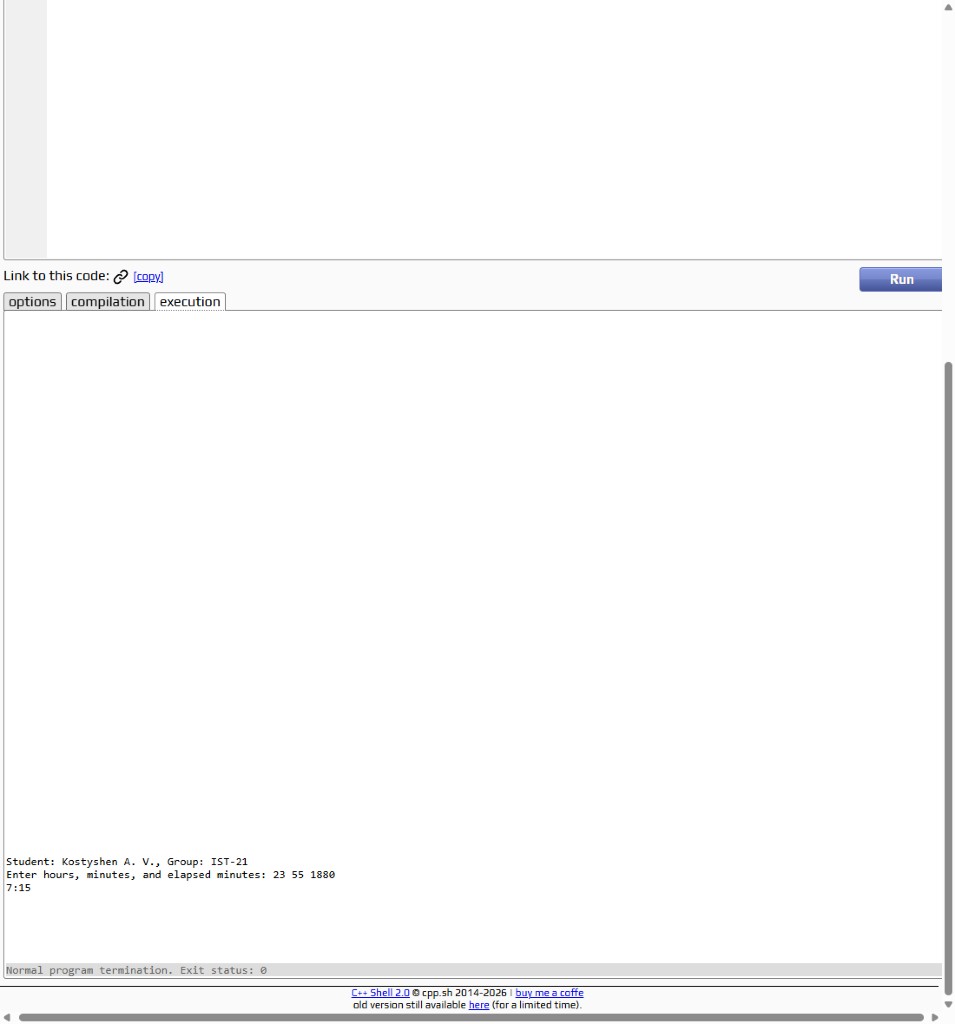 Link to this code: [copy]
Run
options compilation execution
Student: Kostyshen A. V., Group: IST-21
Enter hours, minutes, and elapsed minutes: 23 55 1880
7:15
Normal program termination. Exit status: 0
C++ Shell 2.0 © cpp.sh 2014-2026 | buy me a coffe
old version still available here (for a limited time).